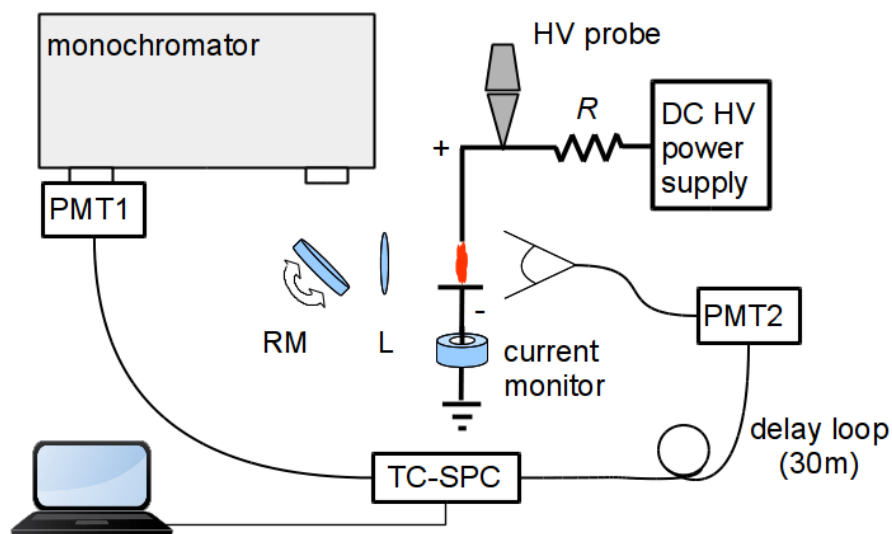 monochromator
HV probe
R
DC HV
power
supply
+
PMT1
-
PMT2
RM
L
current
monitor
delay loop
(30m)
TC-SPC